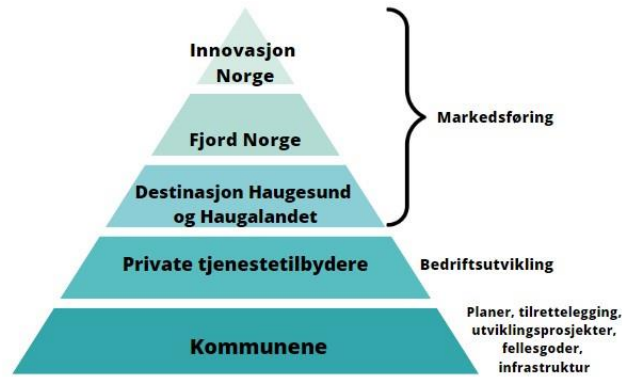 Innovasjon
Norge
Fjord Norge
Destinasjon Haugesund
og Haugalandet
Markedsføring
Private tjenestetilbydere
Bedriftsutvikling
Kommunene
Planer, tilrettelegging,
utviklingsprosjekter,
fellesgoder,
infrastruktur